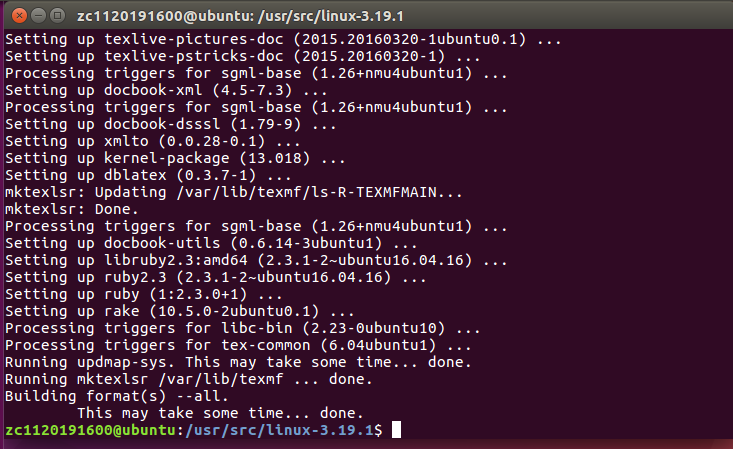 zc1120191600@ubuntu: /usr/src/linux-3.19.1
Setting up texlive-pictures-doc (2015.20160320-1ubuntu0.1) ...
Setting up texlive-pstricks-doc (2015.20160320-1) ...
Processing triggers for sgml-base (1.26+nmu4ubuntu1) ...
Setting up docbook-xml (4.5-7.3) ...
Processing triggers for sgml-base (1.26+nmu4ubuntu1) ...
Setting up docbook-dsssl (1.79-9) ...
Setting up xmlto (0.0.28-0.1) ...
Setting up kernel-package (13.018) ...
Setting up dblatex (0.3.7-1) ...
mktexlsr: Updating /var/lib/texmf/ls-R-TEXMFMAIN...
mktexlsr: Done.
Processing triggers for sgml-base (1.26+nmu4ubuntu1) ...
Setting up docbook-utils (0.6.14-3ubuntu1) ...
Setting up libruby2.3:amd64 (2.3.1-2~ubuntu16.04.16) ...
Setting up ruby2.3 (2.3.1-2~ubuntu16.04.16) ...
Setting up ruby (1:2.3.0+1) ...
Setting up rake (10.5.0-2ubuntu0.1) ...
Processing triggers for libc-bin (2.23-0ubuntu10) ...
Processing triggers for tex-common (6.04ubuntu1) ...
Running updmap-sys. This may take some time... done.
Running mktexlsr /var/lib/texmf ... done.
Building format(s) --all.
        This may take some time... done.
zc1120191600@ubuntu:/usr/src/linux-3.19.1$